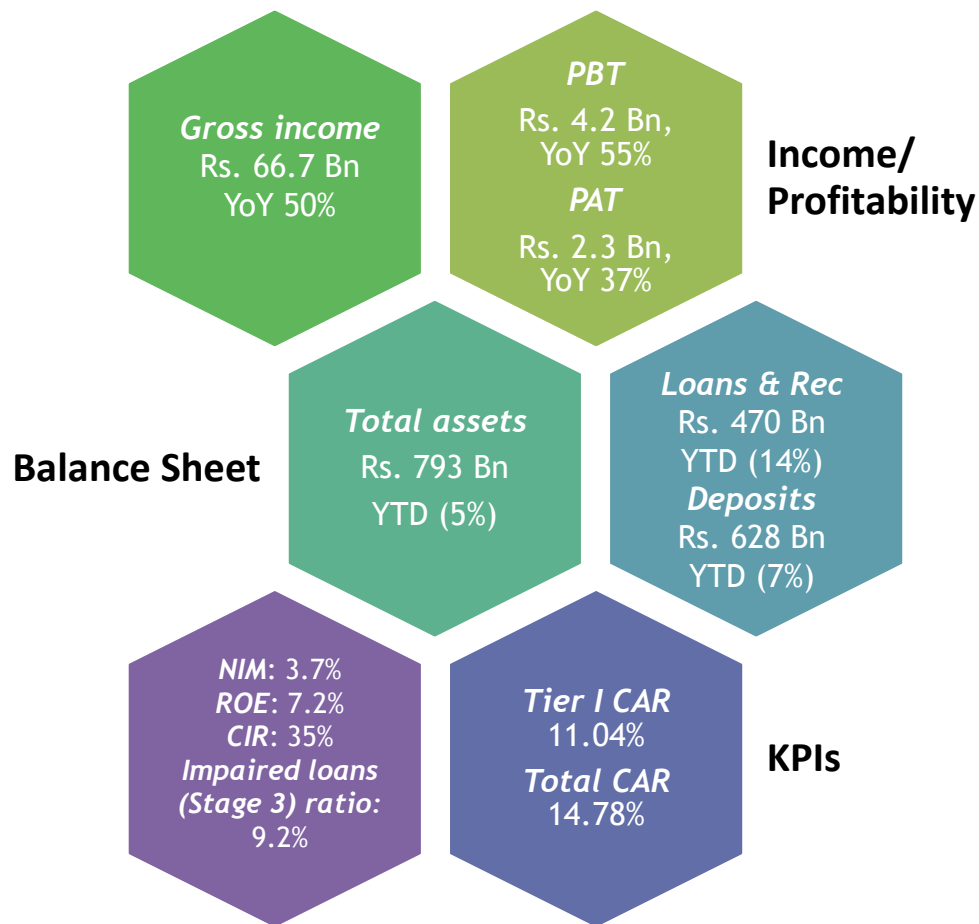 Gross income
Rs. 66.7 Bn
YoY 50%
PBT
Rs. 4.2 Bn,
YoY 55%
PAT
Rs. 2.3 Bn,
YoY 37%
Income/
Profitability
Balance Sheet
Total assets
Rs. 793 Bn
YTD (5%)
Loans & Rec
Rs. 470 Bn
YTD (14%)
Deposits
Rs. 628 Bn
YTD (7%)
NIM: 3.7%
ROE: 7.2%
CIR: 35%
Impaired loans
(Stage 3) ratio:
9.2%
Tier I CAR
11.04%
Total CAR
14.78%
KPIs